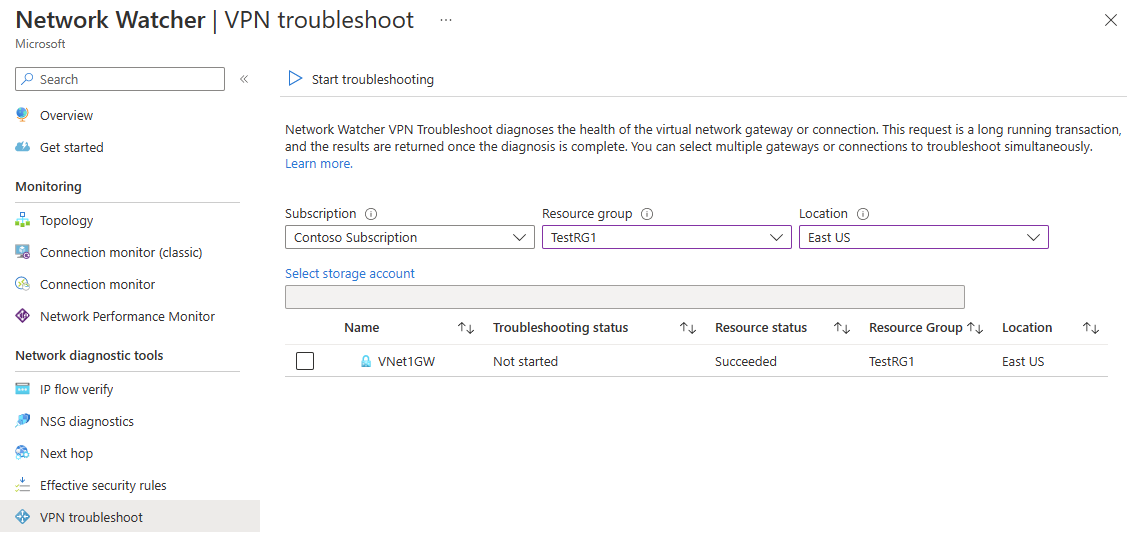 Network Watcher | VPN troubleshoot ...
Microsoft
Search
Overview
Get started
Monitoring
Topology
Connection monitor (classic)
Connection monitor
Network Performance Monitor
Network diagnostic tools
IP flow verify
NSG diagnostics
Next hop
Effective security rules
VPN troubleshoot
Start troubleshooting
Network Watcher VPN Troubleshoot diagnoses the health of the virtual network gateway or connection. This request is a long running transaction,
and the results are returned once the diagnosis is complete. You can select multiple gateways or connections to troubleshoot simultaneously.
Learn more.
Subscription Resource group Location
Contoso Subscription TestRG1 East US
Select storage account
Name Troubleshooting status Resource status Resource Group Location
VNet1GW Not started Succeeded TestRG1 East US